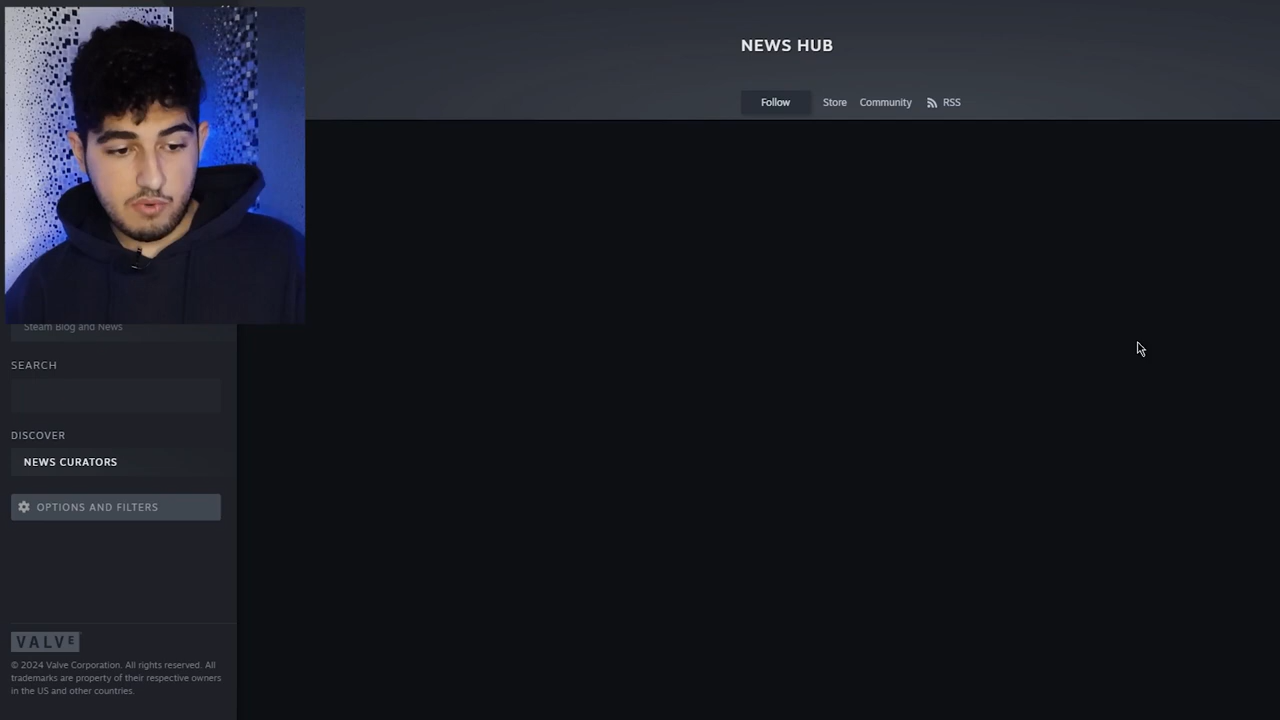 NEWS HUB
Follow
Store
Community
RSS
Steam Blog and News
SEARCH
DISCOVER
NEWS CURATORS
OPTIONS AND FILTERS
VALVE
© 2024 Valve Corporation. All rights reserved. All
trademarks are property of their respective owners
in the US and other countries.